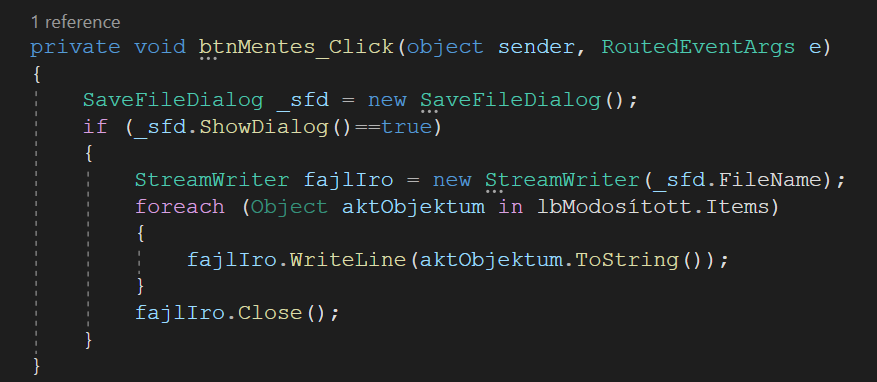 1 reference
private void btnMentes_Click(object sender, RoutedEventArgs e)
{
SaveFileDialog _sfd = new SaveFileDialog();
if (_sfd.ShowDialog()==true)
{
StreamWriter fajlIro = new StreamWriter(_sfd.FileName);
foreach (Object aktObjektum in lbModosított.Items)
{
fajlIro.WriteLine(aktObjektum.ToString());
}
fajlIro.Close();
}
}